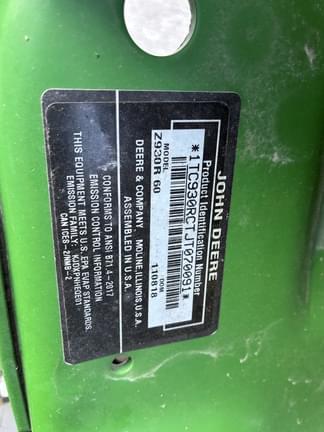 JOHN DEERE
Product Identification Number
*1TC930RCTJT070091*
MODEL DOM
Z930R 60 110818
DEERE & COMPANY MOLINE, ILLINOIS, U.S.A.
ASSEMBLED IN U.S.A.
CONFORMS TO ANSI B71.4-2017
EMISSION CONTROL INFORMATION
THIS EQUIPMENT MEETS U.S. EPA EVAP STANDARDS.
EMISSION FAMILY:
CAN ICES-2/NMB-2